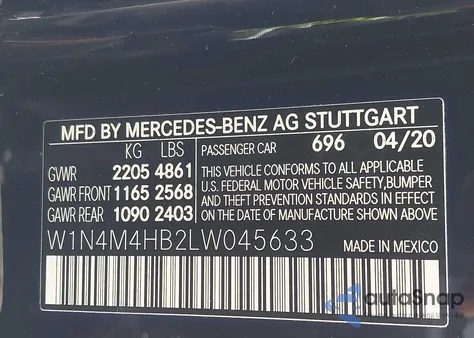 MFD BY MERCEDES-BENZ AG STUTTGART
KG LBS
PASSENGER CAR 696 04/20
GVWR 2205 4861
GAWR FRONT 1165 2568
GAWR REAR 1090 2403
THIS VEHICLE CONFORMS TO ALL APPLICABLE
U.S. FEDERAL MOTOR VEHICLE SAFETY, BUMPER
AND THEFT PREVENTION STANDARDS IN EFFECT
ON THE DATE OF MANUFACTURE SHOWN ABOVE.
W1N4M4HB2LW045633
MADE IN MEXICO
autoSnap